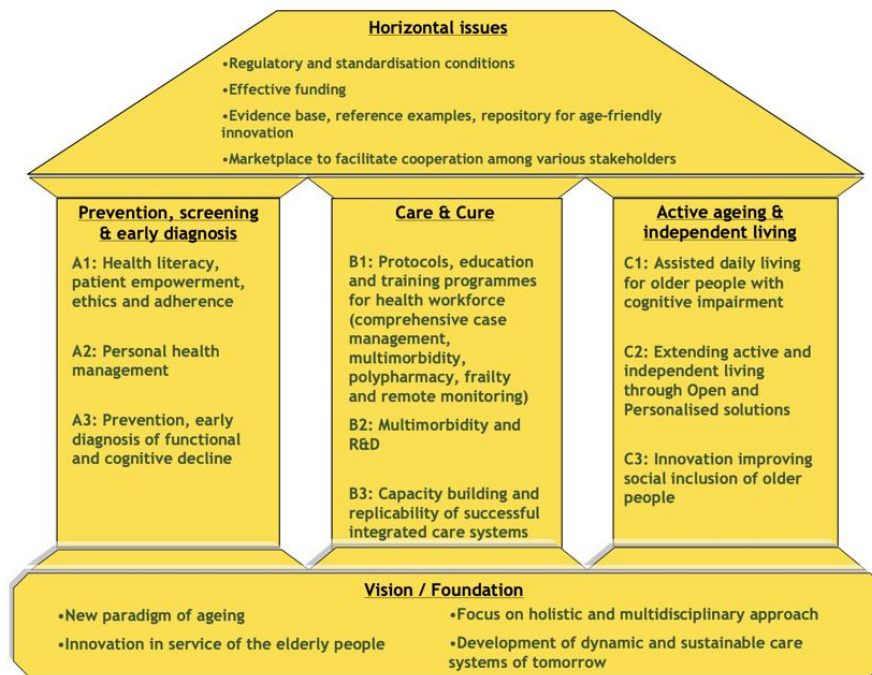 Horizontal issues
•Regulatory and standardisation conditions
•Effective funding
•Evidence base, reference examples, repository for age-friendly
innovation
•Marketplace to facilitate cooperation among various stakeholders
Prevention, screening
& early diagnosis
A1: Health literacy,
patient empowerment,
ethics and adherence
A2: Personal health
management
A3: Prevention, early
diagnosis of functional
and cognitive decline
Care & Cure
B1: Protocols, education
and training programmes
for health workforce
(comprehensive case
management,
multimorbidity,
polypharmacy, frailty
and remote monitoring)
B2: Multimorbidity and
R&D
B3: Capacity building and
replicability of successful
integrated care systems
Active ageing &
independent living
C1: Assisted daily living
for older people with
cognitive impairment
C2: Extending active and
independent living
through Open and
Personalised solutions
C3: Innovation improving
social inclusion of older
people
Vision / Foundation
•New paradigm of ageing
•Innovation in service of the elderly people
•Focus on holistic and multidisciplinary approach
•Development of dynamic and sustainable care
systems of tomorrow